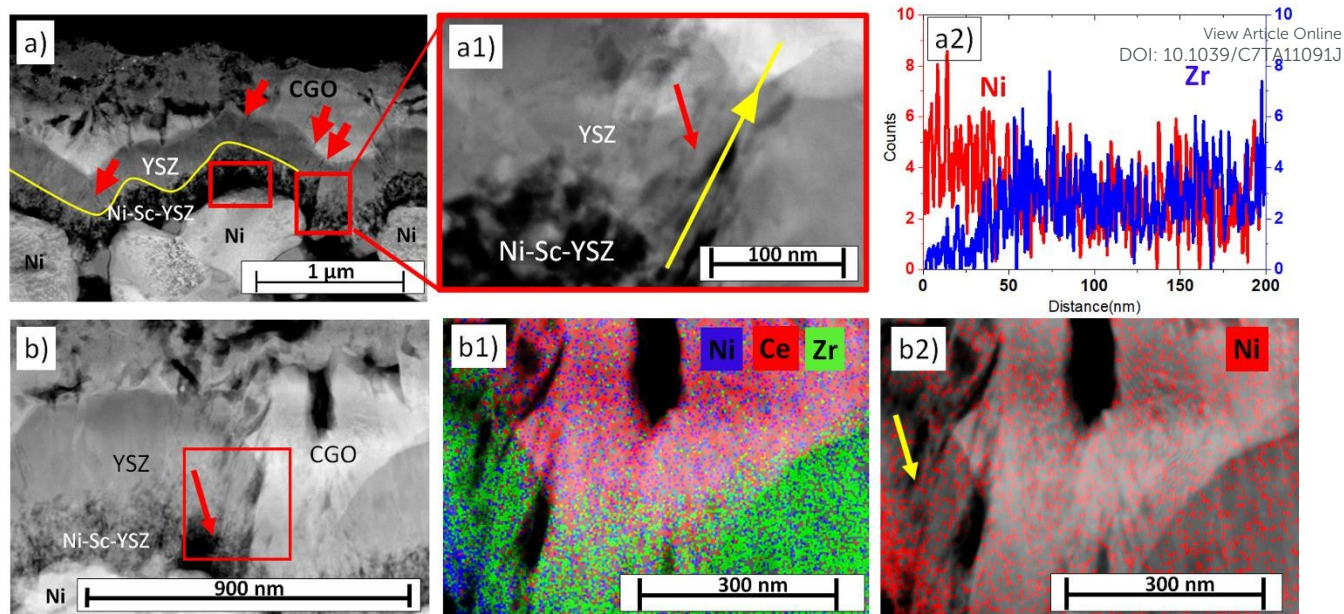 a)
CGO
YSZ
Ni-Sc-YSZ
Ni
Ni
Ni
1 µm
a1)
YSZ
Ni-Sc-YSZ
100 nm
a2)
View Article Online
DOI: 10.1039/C7TA11091J
Ni
Zr
Counts
10
8
6
4
2
0
10
8
6
4
2
0
0 50 100 150 200
Distance(nm)
b)
YSZ
CGO
Ni-Sc-YSZ
Ni
900 nm
b1)
Ni Ce Zr
300 nm
b2)
Ni
300 nm